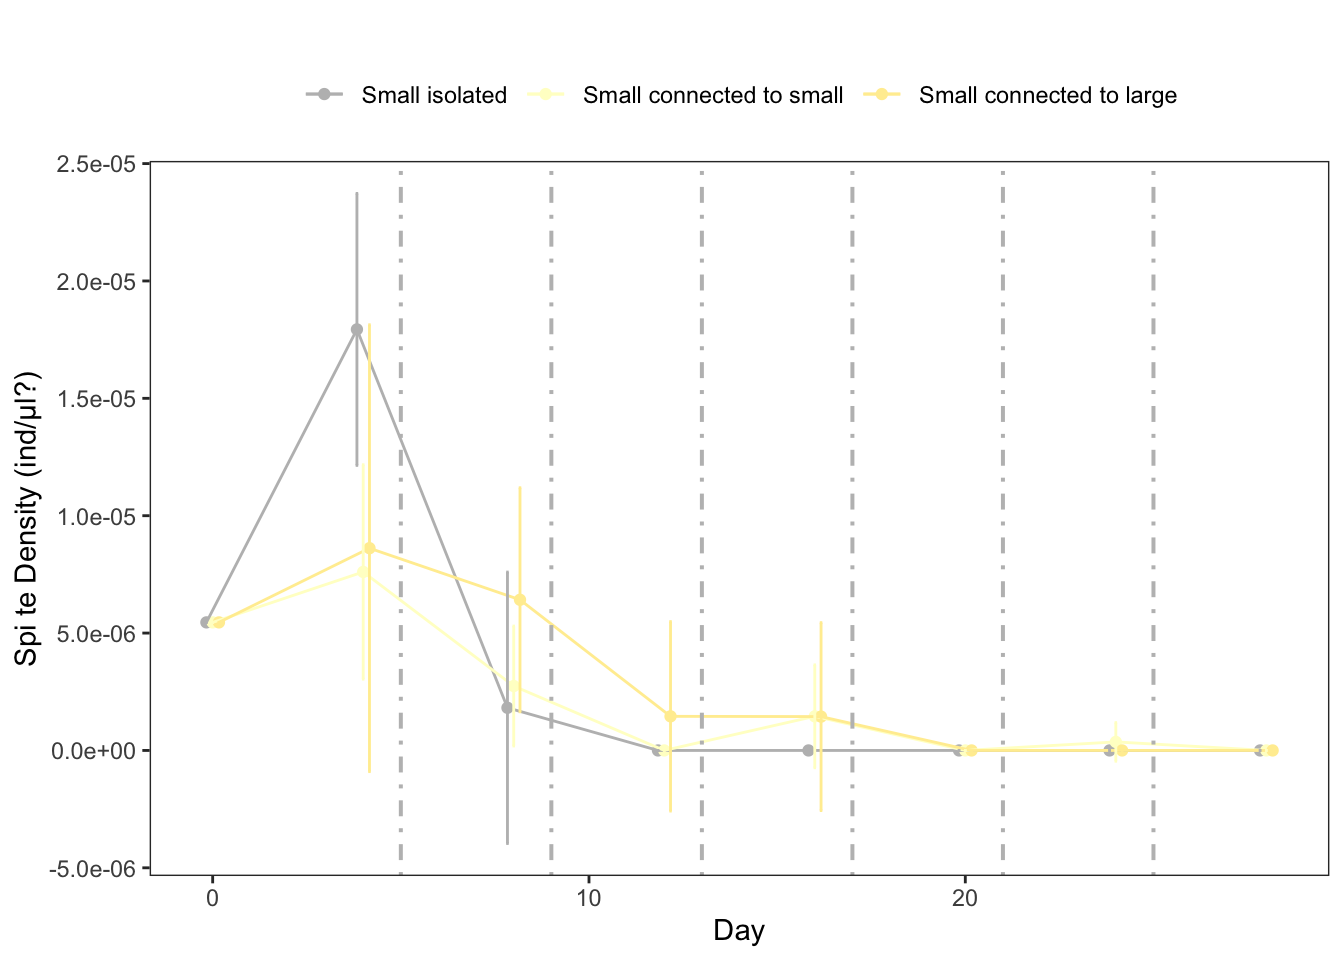 Small isolated Small connected to small Small connected to large
2.5e-05
2.0e-05
1.5e-05
1.0e-05
5.0e-06
0.0e+00
-5.0e-06
Spi te Density (ind/µl?)
0 10 20
Day